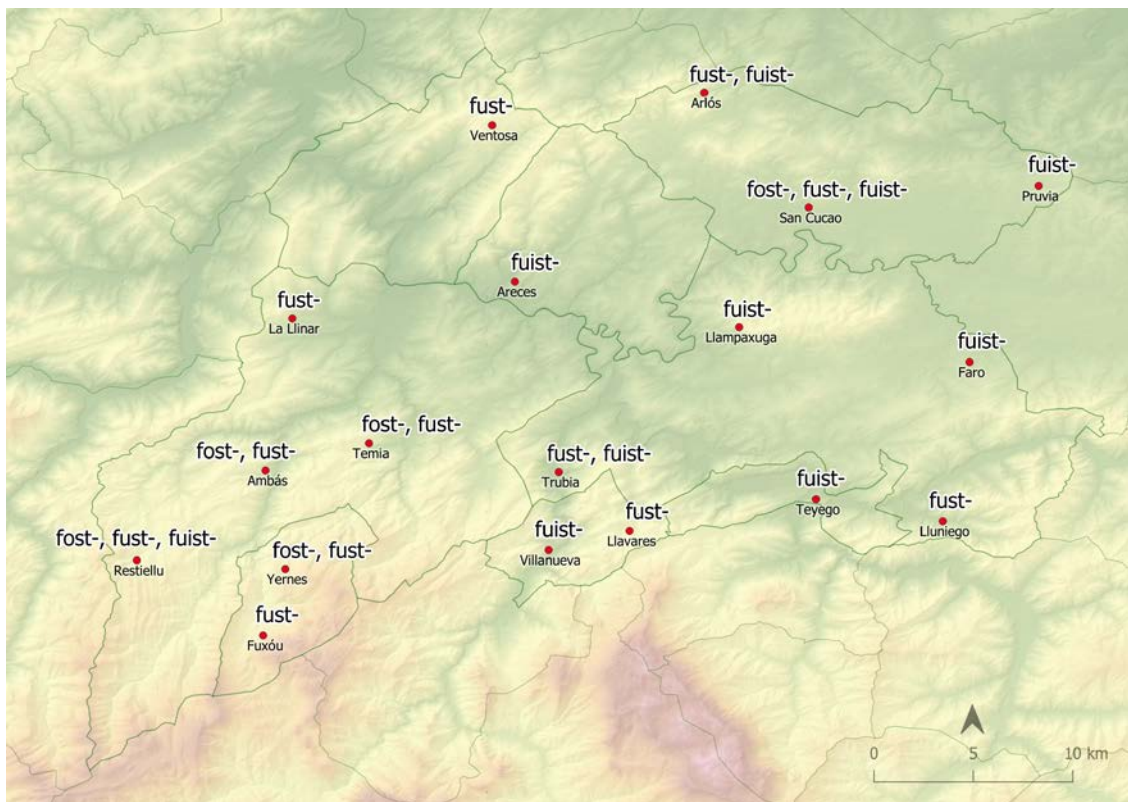 fust-, fuist-
Arlós
fust-
Ventosa
fuist-
Pruvia
fost-, fust-, fuist-
San Cucao
fuist-
Areces
fust-
La Llinar
fuist-
Llampaxuga
fuist-
Faro
fost-, fust-
Temia
fost-, fust-
Ambás
fust-, fuist-
Trubia
fuist-
Teyego
fust-
Lluniego
fust-
Llavares
fuist-
Villanueva
fost-, fust-, fuist-
Restiellu
fost-, fust-
Yernes
fust-
Fuxóu
0 5 10 km